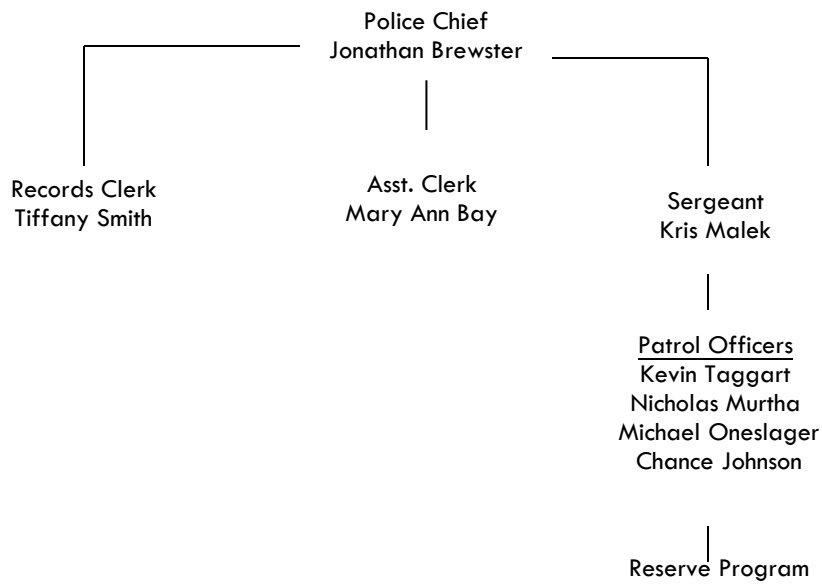 Police Chief
Jonathan Brewster
Records Clerk
Tiffany Smith
Asst. Clerk
Mary Ann Bay
Sergeant
Kris Malek
Patrol Officers
Kevin Taggart
Nicholas Murtha
Michael Oneslager
Chance Johnson
Reserve Program